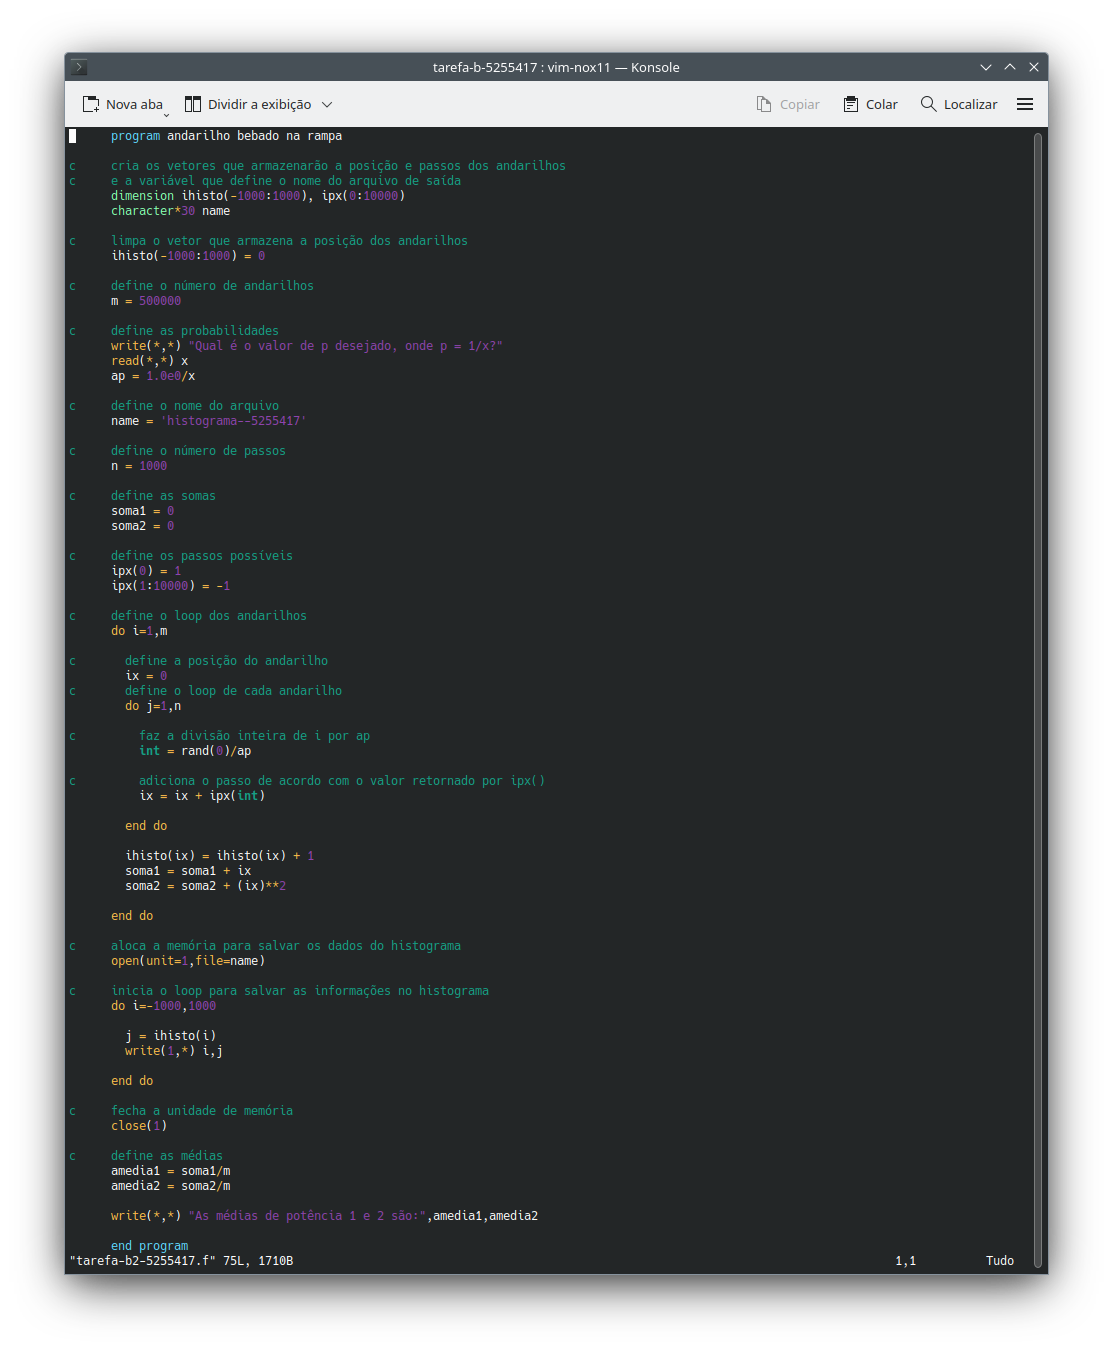 tarefa-b-5255417 : vim-nox11 — Konsole
Nova aba Dividir a exibição Copiar Colar Localizar
      program andarilho bebado na rampa
c     cria os vetores que armazenarão a posição e passos dos andarilhos
c     e a variável que define o nome do arquivo de saída
      dimension ihisto(-1000:1000), ipx(0:10000)
      character*30 name
c     limpa o vetor que armazena a posição dos andarilhos
      ihisto(-1000:1000) = 0
c     define o número de andarilhos
      m = 500000
c     define as probabilidades
      write(*,*) "Qual é o valor de p desejado, onde p = 1/x?"
      read(*,*) x
      ap = 1.0e0/x
c     define o nome do arquivo
      name = 'histograma--5255417'
c     define o número de passos
      n = 1000
c     define as somas
      soma1 = 0
      soma2 = 0
c     define os passos possíveis
      ipx(0) = 1
      ipx(1:10000) = -1
c     define o loop dos andarilhos
      do i=1,m
c       define a posição do andarilho
        ix = 0
c       define o loop de cada andarilho
        do j=1,n
c         faz a divisão inteira de i por ap
          int = rand(0)/ap
c         adiciona o passo de acordo com o valor retornado por ipx()
          ix = ix + ipx(int)
        end do
        ihisto(ix) = ihisto(ix) + 1
        soma1 = soma1 + ix
        soma2 = soma2 + (ix)**2
      end do
c     aloca a memória para salvar os dados do histograma
      open(unit=1,file=name)
c     inicia o loop para salvar as informações no histograma
      do i=-1000,1000
        j = ihisto(i)
        write(1,*) i,j
      end do
c     fecha a unidade de memória
      close(1)
c     define as médias
      amedia1 = soma1/m
      amedia2 = soma2/m
      write(*,*) "As médias de potência 1 e 2 são:",amedia1,amedia2
      end program
"tarefa-b2-5255417.f" 75L, 1710B 1,1 Tudo